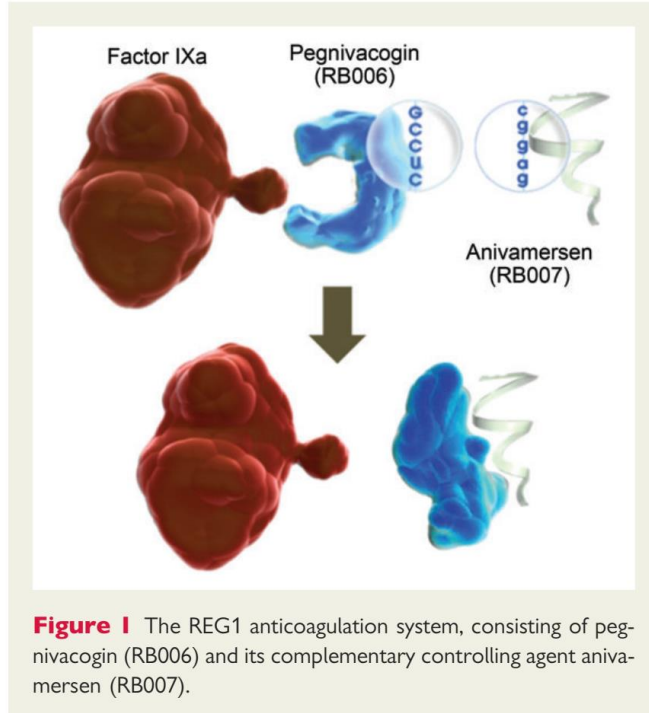 Factor IXa
Pegnivacogin
(RB006)
G
C
C
u
C
c
g
g
a
g
Anivamersen
(RB007)
Figure 1 The REG1 anticoagulation system, consisting of peg-
nivacogin (RB006) and its complementary controlling agent aniva-
mersen (RB007).